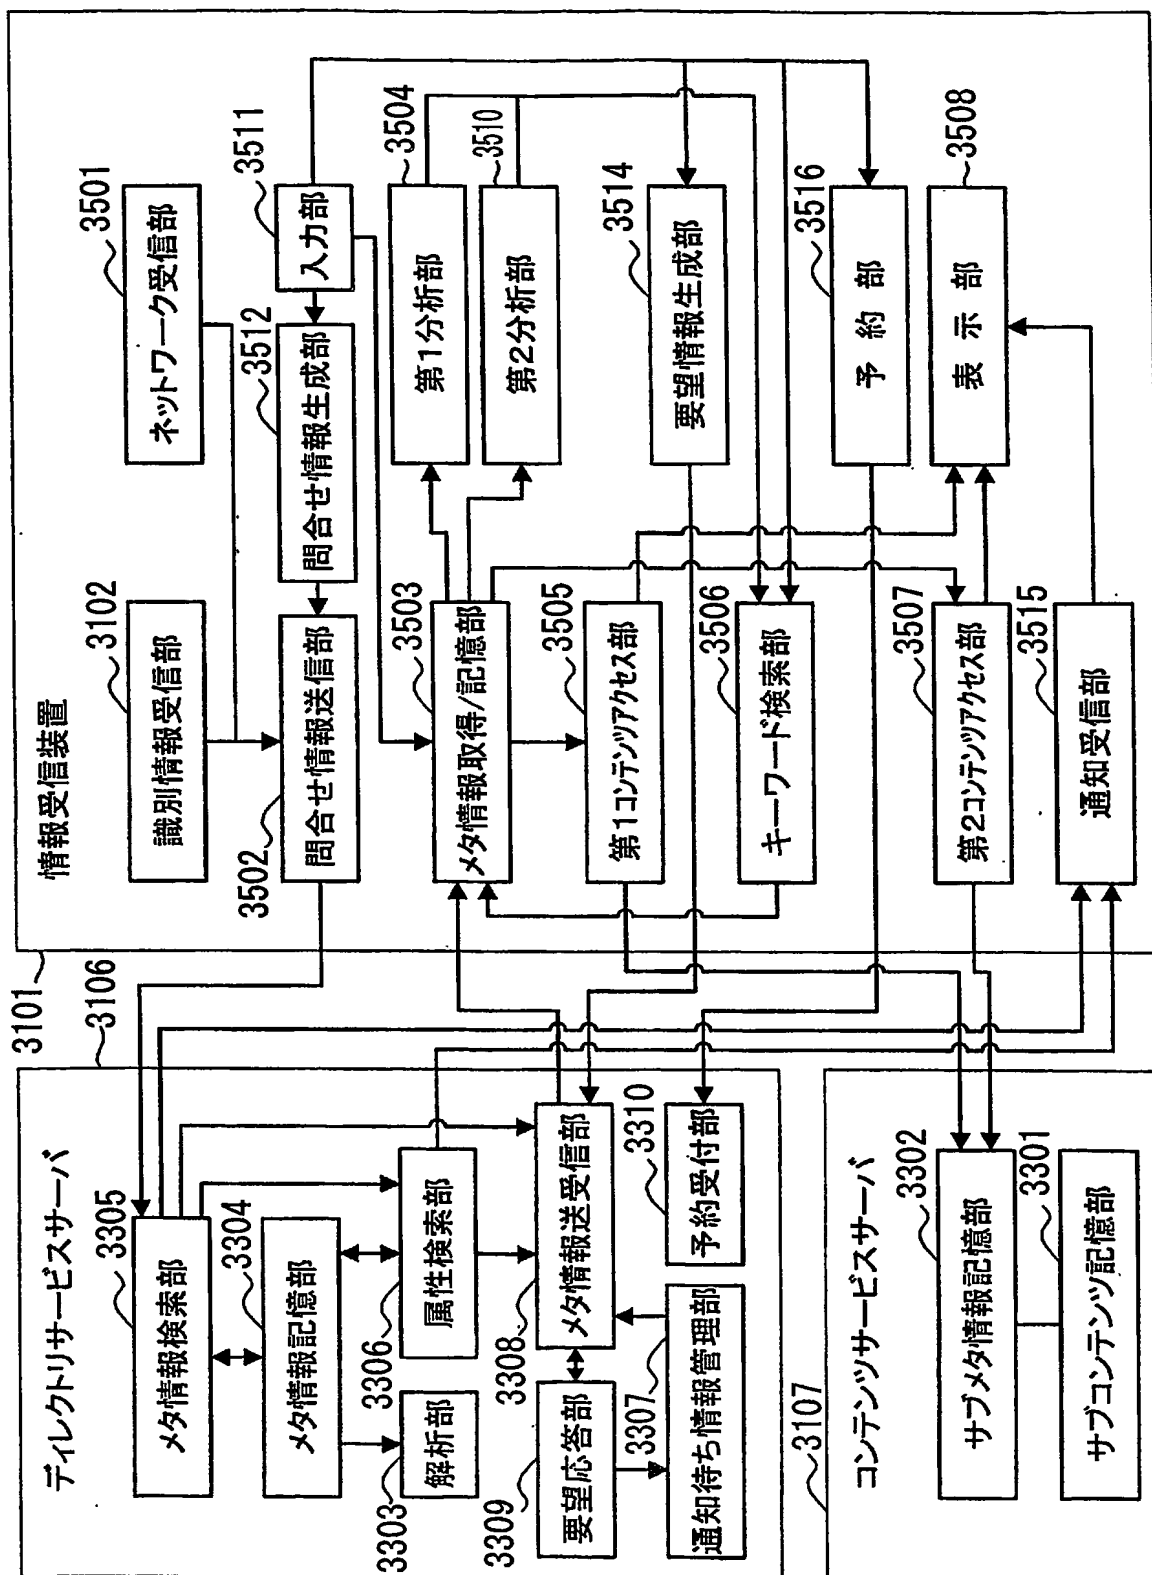 情報受信装置
3101
識別情報受信部
3102
ネットワーク受信部
3501
問合せ情報送信部
3502
問合せ情報生成部
3512
入力部
3511
メタ情報取得/記憶部
3503
第1分析部
3504
第2分析部
3510
第1コンテンツアクセス部
3505
要望情報生成部
3514
キーワード検索部
3506
予約部
3516
第2コンテンツアクセス部
3507
表示部
3508
通知受信部
3515
ディレクトリサービスサーバ
3106
メタ情報検索部
3305
メタ情報記憶部
3304
解析部
3303
属性検索部
3306
要望応答部
3309
メタ情報送受信部
3308
通知待ち情報管理部
3307
予約受付部
3310
コンテンツサービスサーバ
3107
サブメタ情報記憶部
3302
サブコンテンツ記憶部
3301